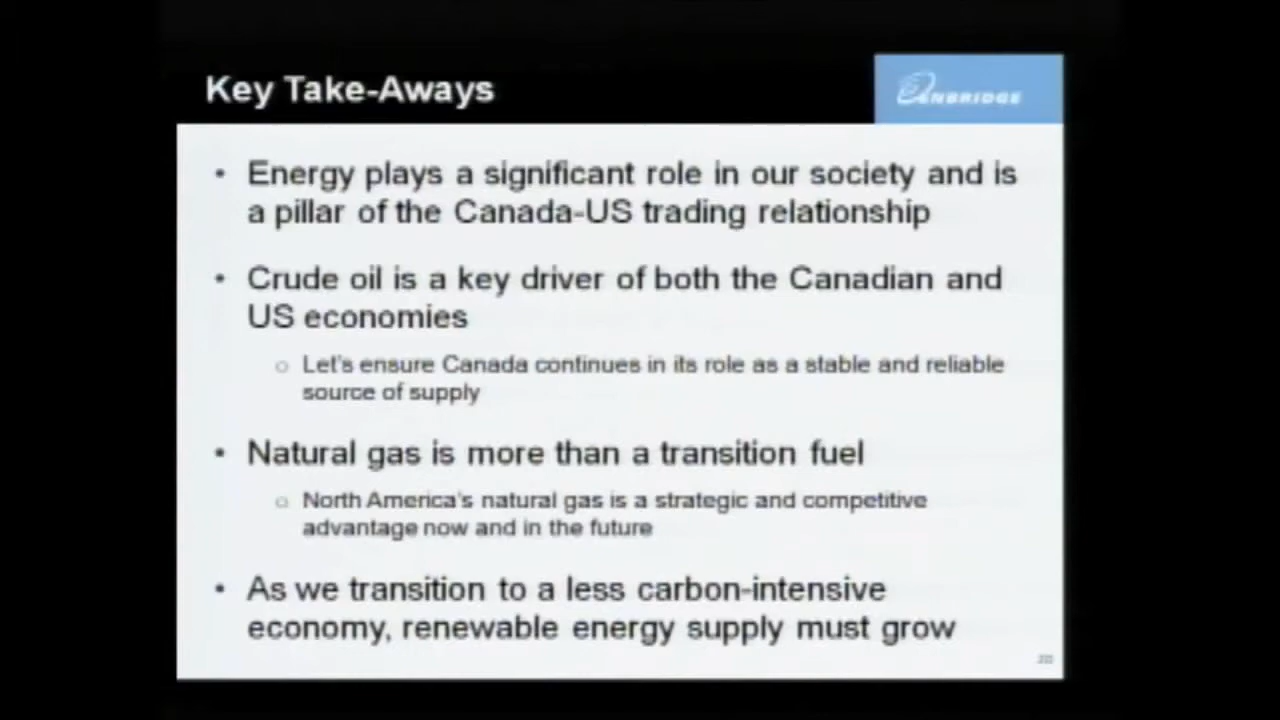 Key Take-Aways
ENBRIDGE
• Energy plays a significant role in our society and is
a pillar of the Canada-US trading relationship
• Crude oil is a key driver of both the Canadian and
US economies
○ Let's ensure Canada continues in its role as a stable and reliable
source of supply
• Natural gas is more than a transition fuel
○ North America's natural gas is a strategic and competitive
advantage now and in the future
• As we transition to a less carbon-intensive
economy, renewable energy supply must grow